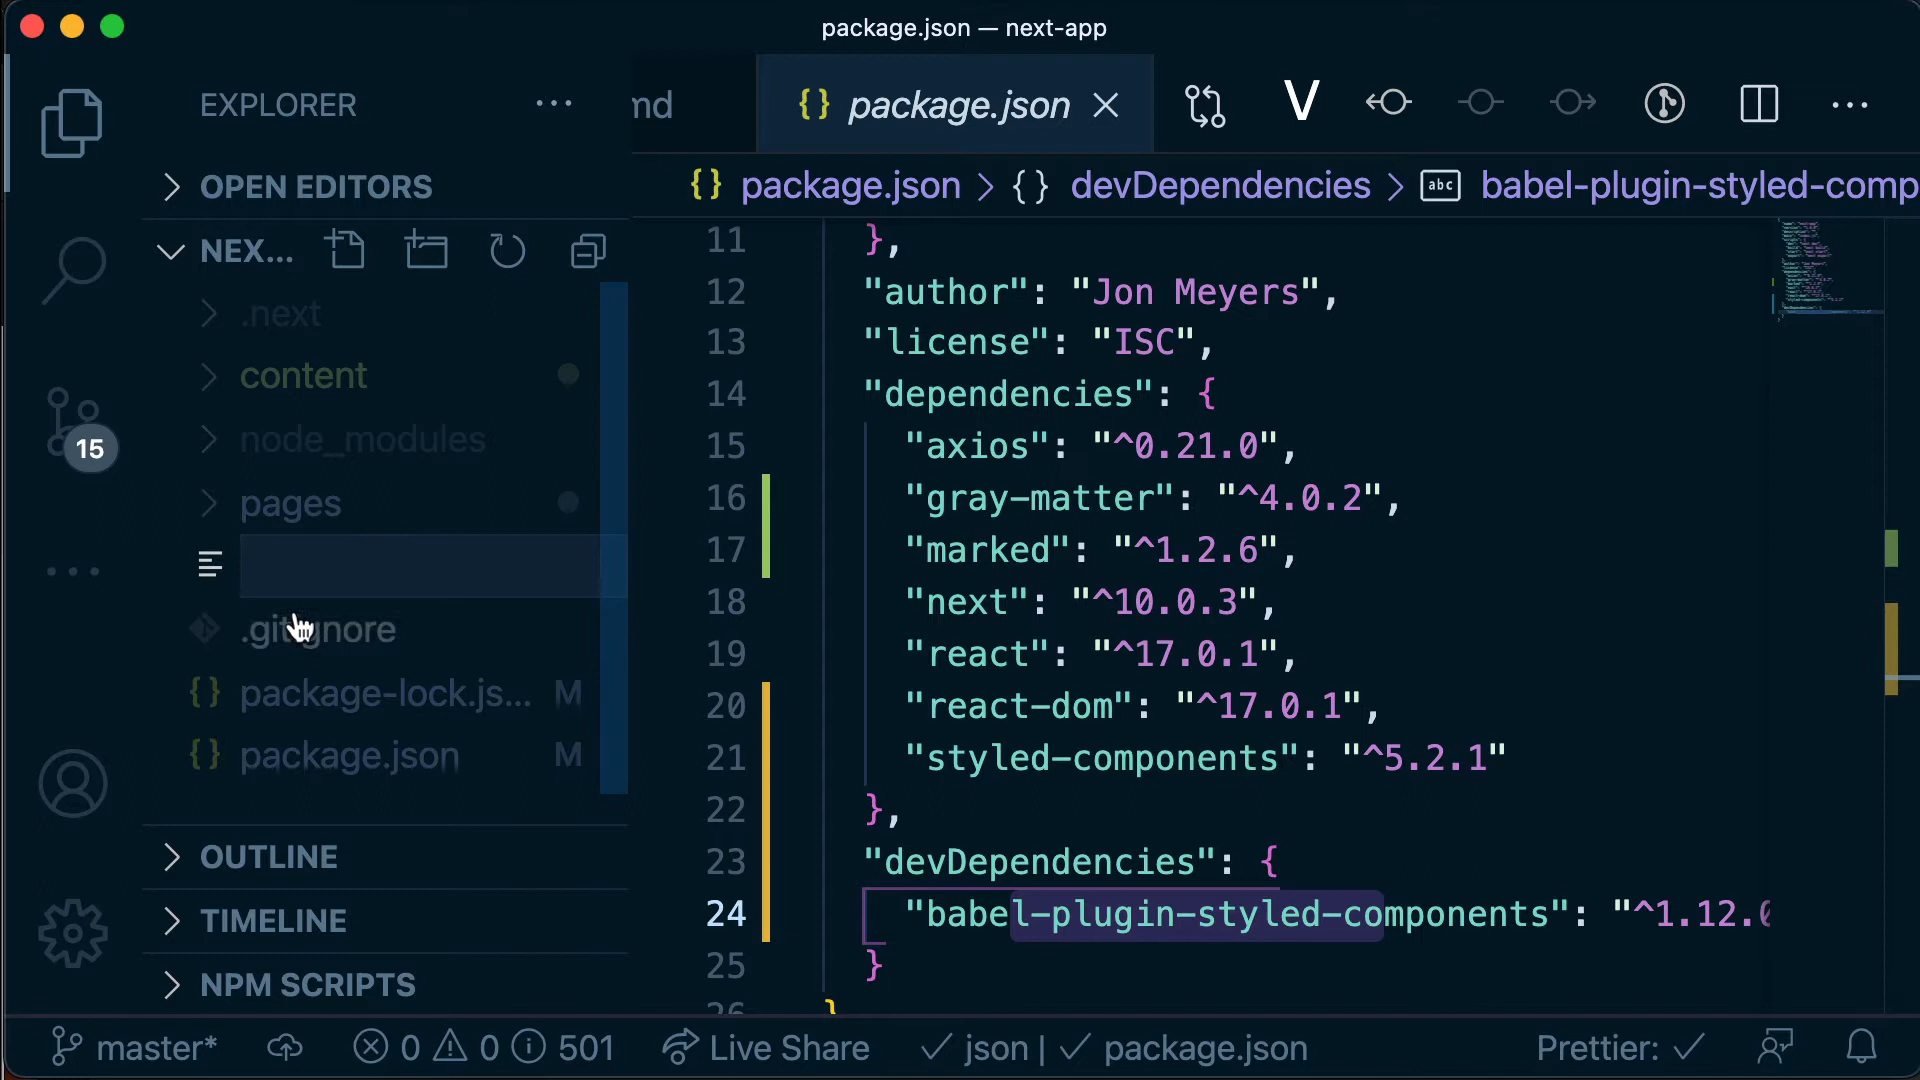 package.json — next-app
EXPLORER
md
{} package.json
V
OPEN EDITORS
{} package.json > {} devDependencies > abc babel-plugin-styled-comp
NEX...
.next
content
node_modules
pages
.gitignore
{} package-lock.js... M
{} package.json M
15
OUTLINE
TIMELINE
NPM SCRIPTS
11 },
12 "author": "Jon Meyers",
13 "license": "ISC",
14 "dependencies": {
15 "axios": "^0.21.0",
16 "gray-matter": "^4.0.2",
17 "marked": "^1.2.6",
18 "next": "^10.0.3",
19 "react": "^17.0.1",
20 "react-dom": "^17.0.1",
21 "styled-components": "^5.2.1"
22 },
23 "devDependencies": {
24 "babel-plugin-styled-components": "^1.12.0
25 }
26 }
master* 0 0 501 Live Share ✓ json | ✓ package.json Prettier: ✓